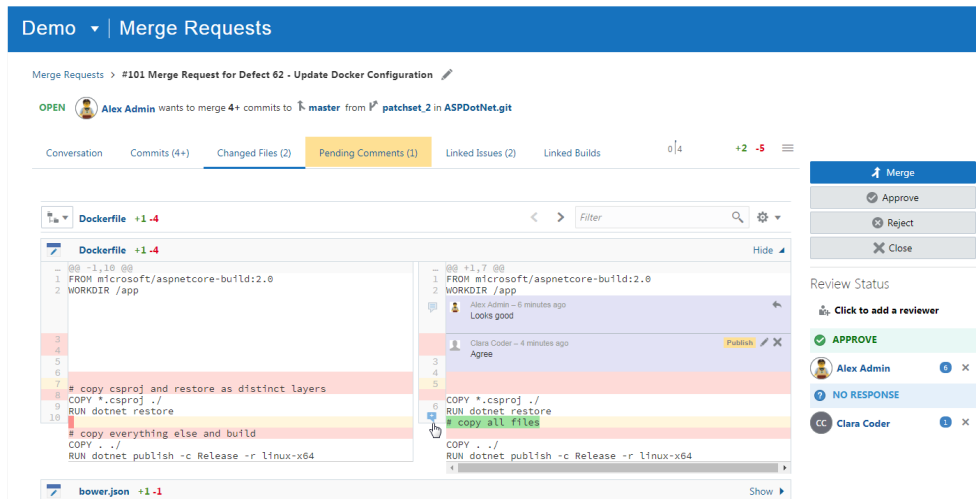 Demo Merge Requests
Merge Requests > #101 Merge Request for Defect 62 - Update Docker Configuration
OPEN Alex Admin wants to merge 4+ commits to master from patchset_2 in ASPDotNet.git
Conversation Commits (4+) Changed Files (2) Pending Comments (1) Linked Issues (2) Linked Builds 0 4 +2 -5
Dockerfile +1 -4 < > Filter
Dockerfile +1 -4 Hide
... @@ -1,10 @@
1 FROM microsoft/aspnetcore-build:2.0
2 WORKDIR /app
3
4
5
6
7 # copy csproj and restore as distinct layers
8 COPY *.csproj ./
9 RUN dotnet restore
10
# copy everything else and build
COPY . ./
RUN dotnet publish -c Release -r linux-x64
... @@ +1,7 @@
1 FROM microsoft/aspnetcore-build:2.0
2 WORKDIR /app
Alex Admin – 6 minutes ago
Looks good
Clara Coder – 4 minutes ago Publish
Agree
3
4
5
COPY *.csproj ./
6 RUN dotnet restore
# copy all files
COPY . ./
RUN dotnet publish -c Release -r linux-x64
bower.json +1 -1 Show
Merge
Approve
Reject
Close
Review Status
Click to add a reviewer
APPROVE
Alex Admin 6
NO RESPONSE
CC Clara Coder 1